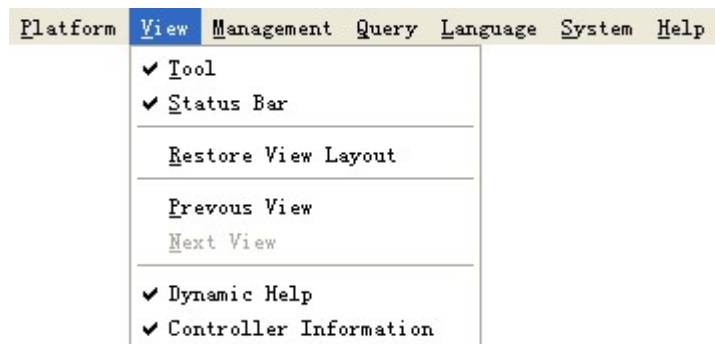 Platform View Management Query Language System Help
Tool
Status Bar
Restore View Layout
Prevous View
Next View
Dynamic Help
Controller Information